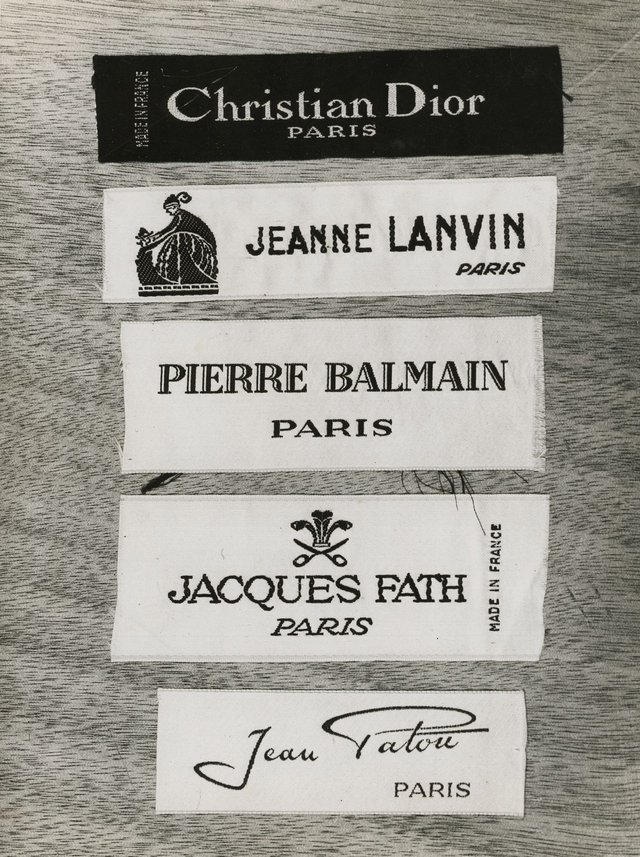 MADE IN FRANCE
Christian Dior
PARIS
JEANNE LANVIN
PARIS
PIERRE BALMAIN
PARIS
JACQUES FATH
PARIS
MADE IN FRANCE
Jean Patou
PARIS